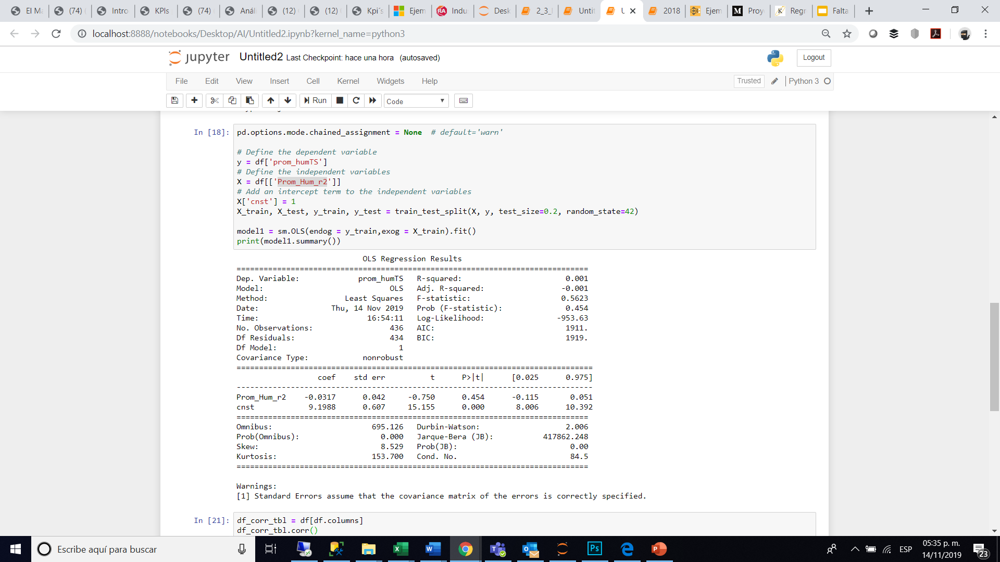 El Ma
(74)
Intro
KPIs
(74)
Anál
(12)
(12)
Kpi´s
Ejem
RA Indu
Desk
2_3_
Untit
U
2018
Ejem
M Proy
K Regr
Falta
localhost:8888/notebooks/Desktop/AI/Untitled2.ipynb?kernel_name=python3
jupyter Untitled2 Last Checkpoint: hace una hora (autosaved)
Logout
File Edit View Insert Cell Kernel Widgets Help
Trusted Python 3
Run Code
In [18]: pd.options.mode.chained_assignment = None # default='warn'
# Define the dependent variable
y = df['prom_humTS']
# Define the independent variables
X = df[['Prom_Hum_r2']]
# Add an intercept term to the independent variables
X['cnst'] = 1
X_train, X_test, y_train, y_test = train_test_split(X, y, test_size=0.2, random_state=42)
model1 = sm.OLS(endog = y_train,exog = X_train).fit()
print(model1.summary())
OLS Regression Results
==============================================================================
Dep. Variable: prom_humTS R-squared: 0.001
Model: OLS Adj. R-squared: -0.001
Method: Least Squares F-statistic: 0.5623
Date: Thu, 14 Nov 2019 Prob (F-statistic): 0.454
Time: 16:54:11 Log-Likelihood: -953.63
No. Observations: 436 AIC: 1911.
Df Residuals: 434 BIC: 1919.
Df Model: 1
Covariance Type: nonrobust
===============================================================================
coef std err t P>|t| [0.025 0.975]
-------------------------------------------------------------------------------
Prom_Hum_r2 -0.0317 0.042 -0.750 0.454 -0.115 0.051
cnst 9.1988 0.607 15.155 0.000 8.006 10.392
==============================================================================
Omnibus: 695.126 Durbin-Watson: 2.006
Prob(Omnibus): 0.000 Jarque-Bera (JB): 417862.248
Skew: 8.529 Prob(JB): 0.00
Kurtosis: 153.700 Cond. No. 84.5
==============================================================================
Warnings:
[1] Standard Errors assume that the covariance matrix of the errors is correctly specified.
In [21]: df_corr_tbl = df[df.columns]
df_corr_tbl.corr()
Escribe aquí para buscar
Ps
ESP
05:35 p. m.
14/11/2019
23